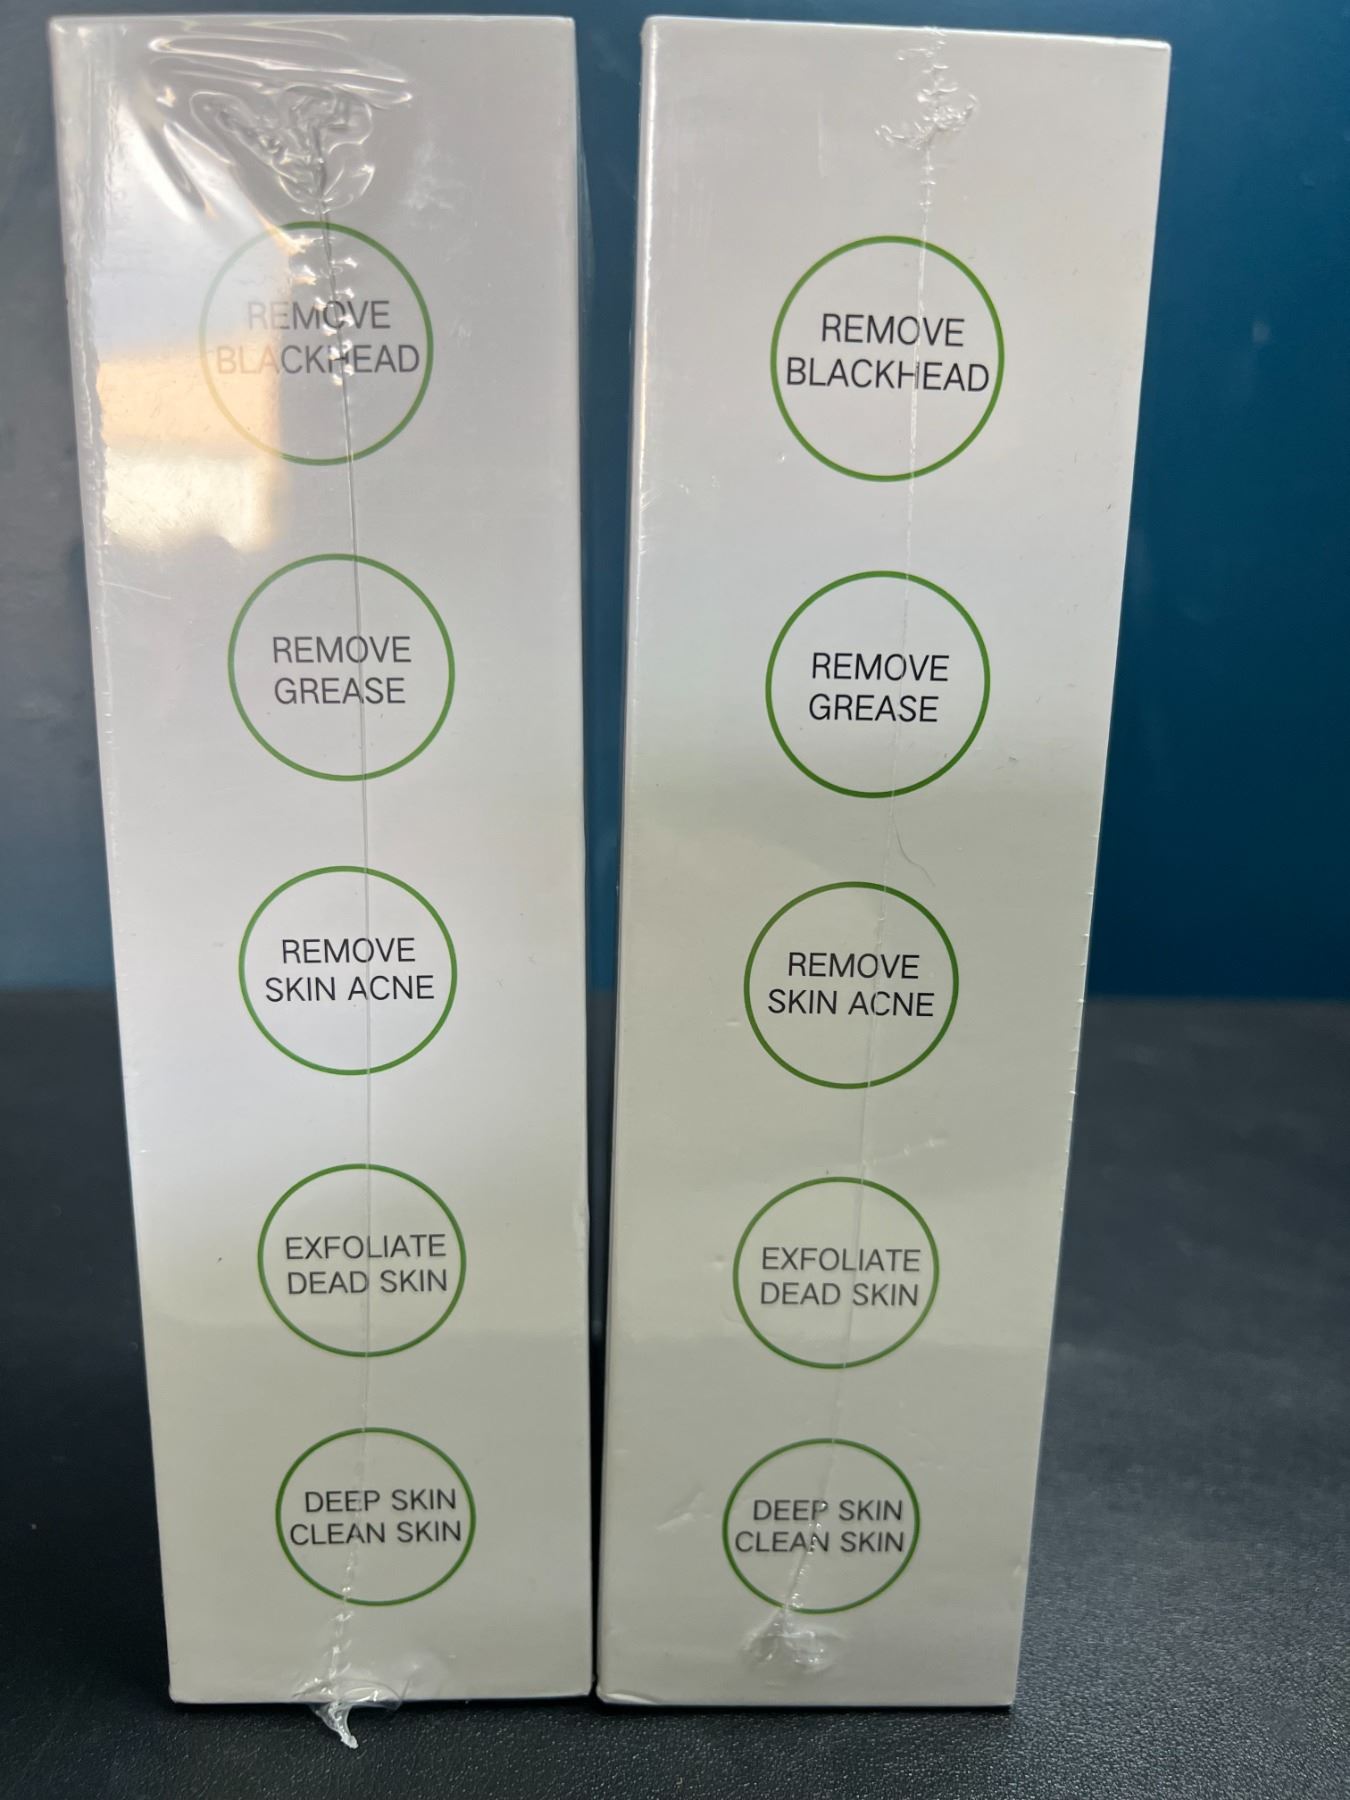 REMOVE
BLACKHEAD
REMOVE
GREASE
REMOVE
SKIN ACNE
EXFOLIATE
DEAD SKIN
DEEP SKIN
CLEAN SKIN
REMOVE
BLACKHEAD
REMOVE
GREASE
REMOVE
SKIN ACNE
EXFOLIATE
DEAD SKIN
DEEP SKIN
CLEAN SKIN